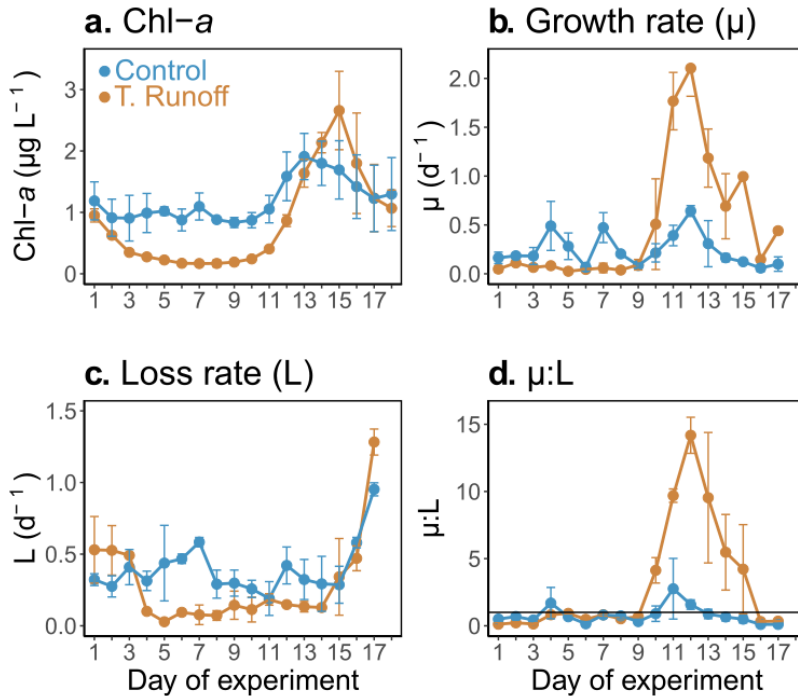 a. Chl−a
Control
T. Runoff
Chl−a (µg L⁻¹)
3
2
1
0
1 3 5 7 9 11 13 15 17
b. Growth rate (µ)
µ (d⁻¹)
2.0
1.5
1.0
0.5
0.0
1 3 5 7 9 11 13 15 17
c. Loss rate (L)
L (d⁻¹)
1.5
1.0
0.5
0.0
1 3 5 7 9 11 13 15 17
Day of experiment
d. µ:L
µ:L
15
10
5
0
1 3 5 7 9 11 13 15 17
Day of experiment